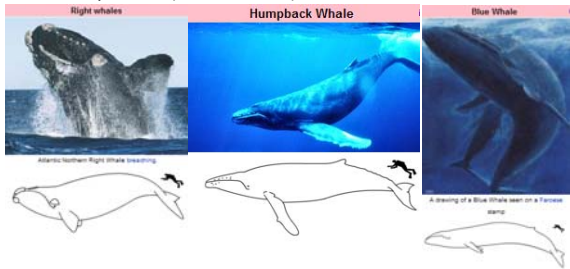 Right whales
Humpback Whale
Blue Whale
Atlantic Northern Right Whale breaching.
A drawing of a Blue Whale seen on a Faroese
stamp